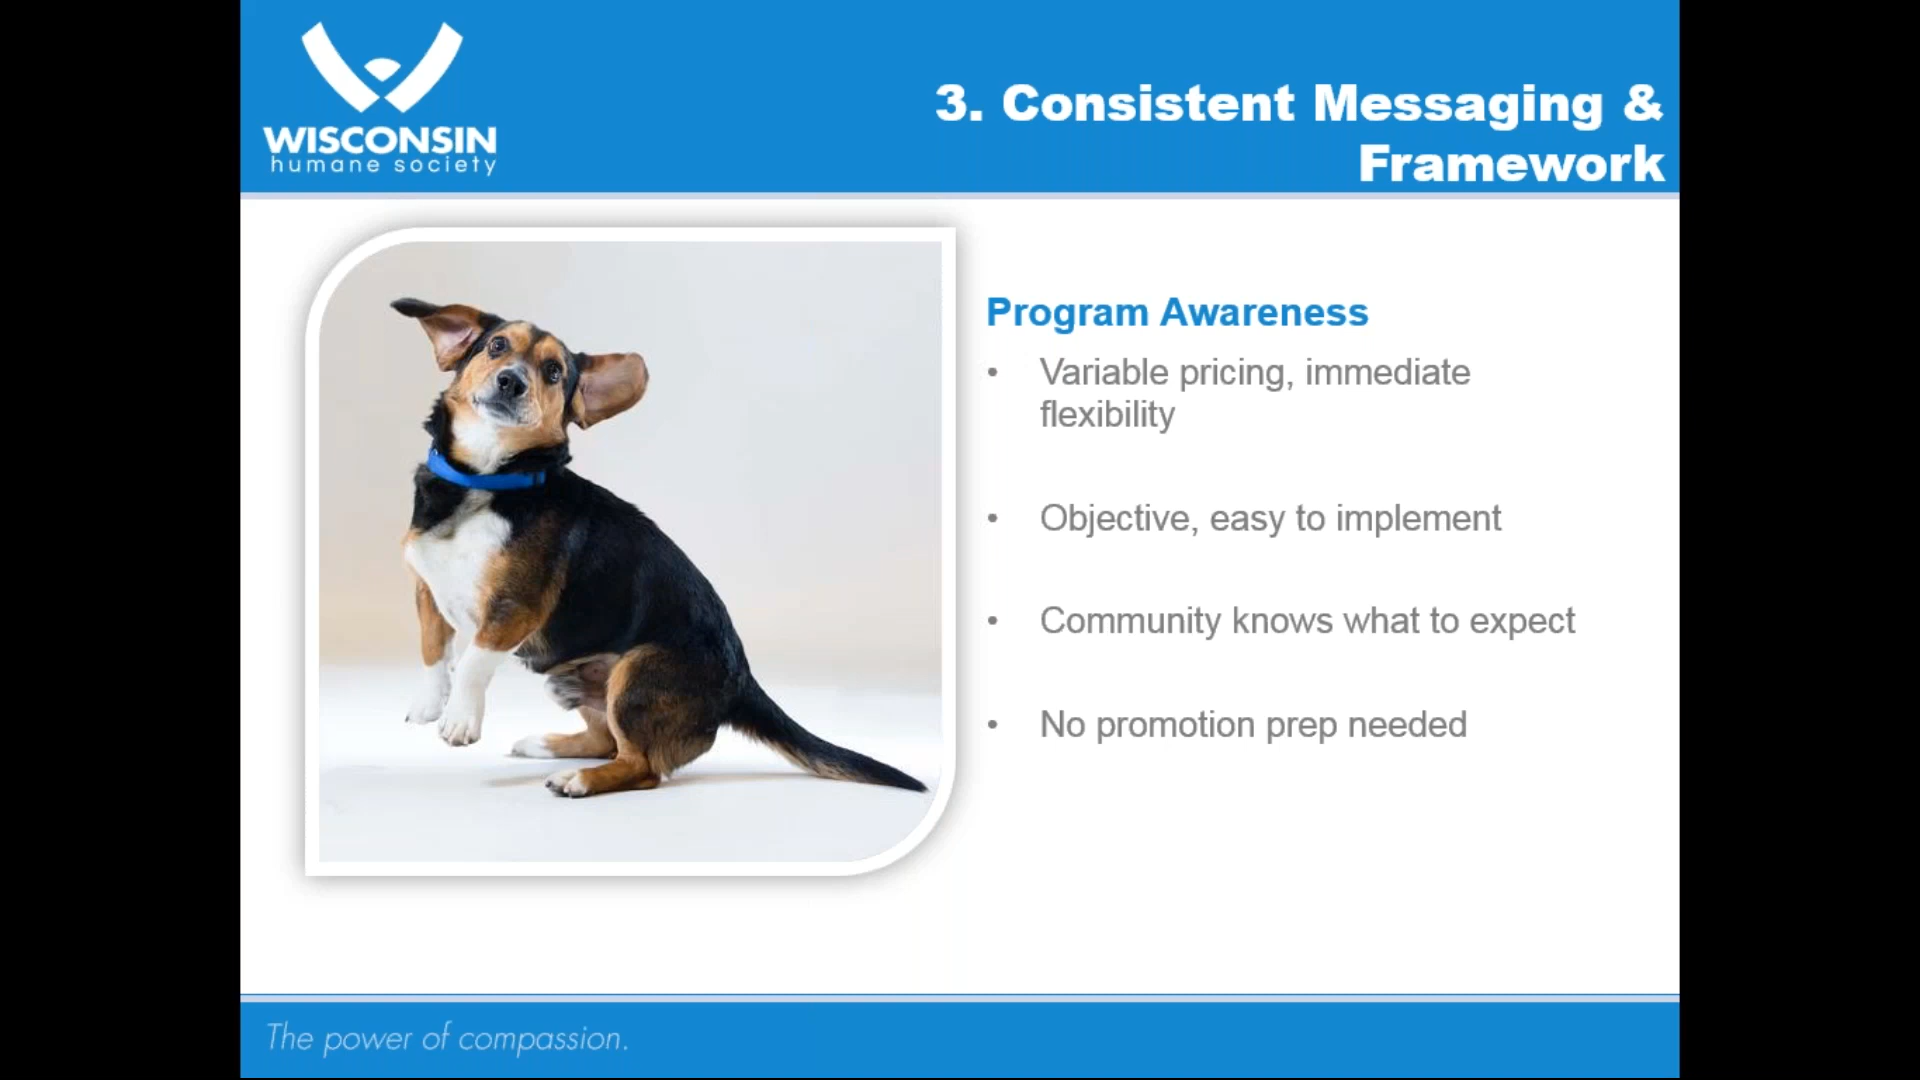 WISCONSIN
humane society
3. Consistent Messaging &
Framework
Program Awareness
• Variable pricing, immediate
flexibility
• Objective, easy to implement
• Community knows what to expect
• No promotion prep needed
The power of compassion.